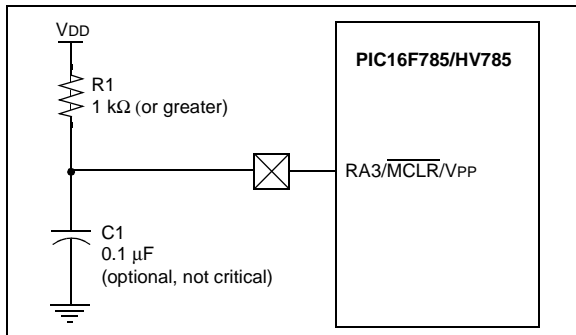 VDD
PIC16F785/HV785
R1
1 kΩ (or greater)
RA3/MCLR/VPP
C1
0.1 μF
(optional, not critical)